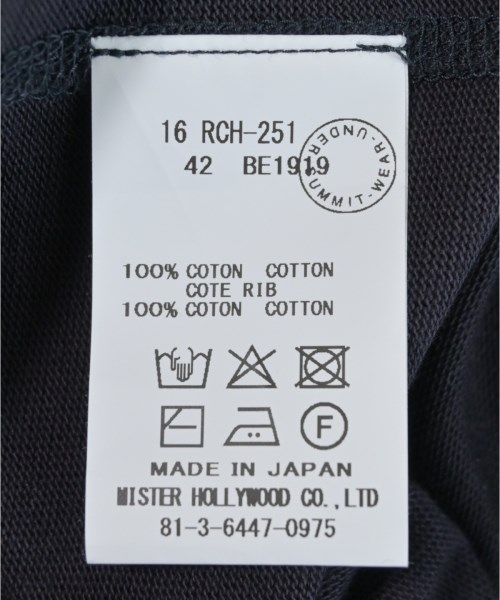 16 RCH-251
UNDER SUMMIT-WEAR-
42 BE1919
100% COTON COTTON
COTE RIB
100% COTON COTTON
F
MADE IN JAPAN
MISTER HOLLYWOOD CO.,LTD
81-3-6447-0975